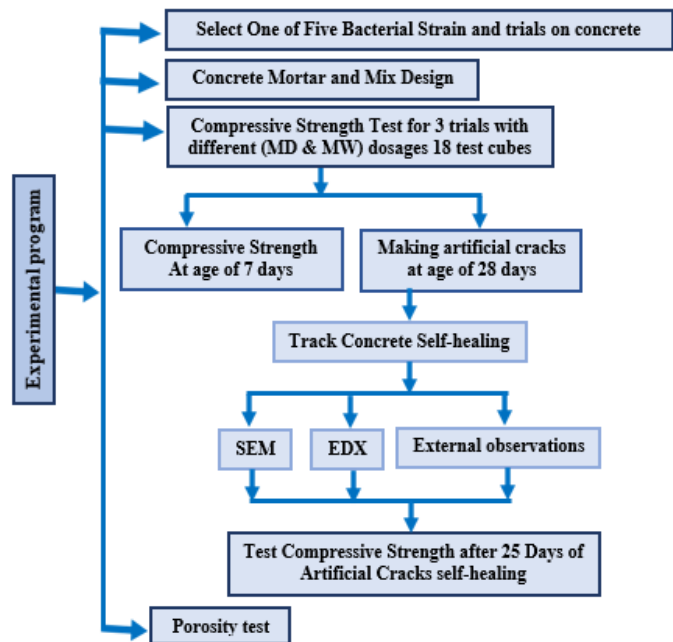 Experimental program
Select One of Five Bacterial Strain and trials on concrete
Concrete Mortar and Mix Design
Compressive Strength Test for 3 trials with
different (MD & MW) dosages 18 test cubes
Compressive Strength
At age of 7 days
Making artificial cracks
at age of 28 days
Track Concrete Self-healing
SEM
EDX
External observations
Test Compressive Strength after 25 Days of
Artificial Cracks self-healing
Porosity test